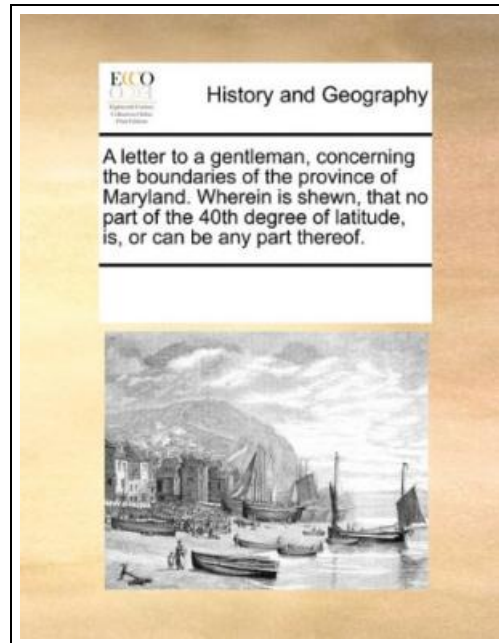 ECCO
History and Geography
A letter to a gentleman, concerning
the boundaries of the province of
Maryland. Wherein is shewn, that no
part of the 40th degree of latitude,
is, or can be any part thereof.